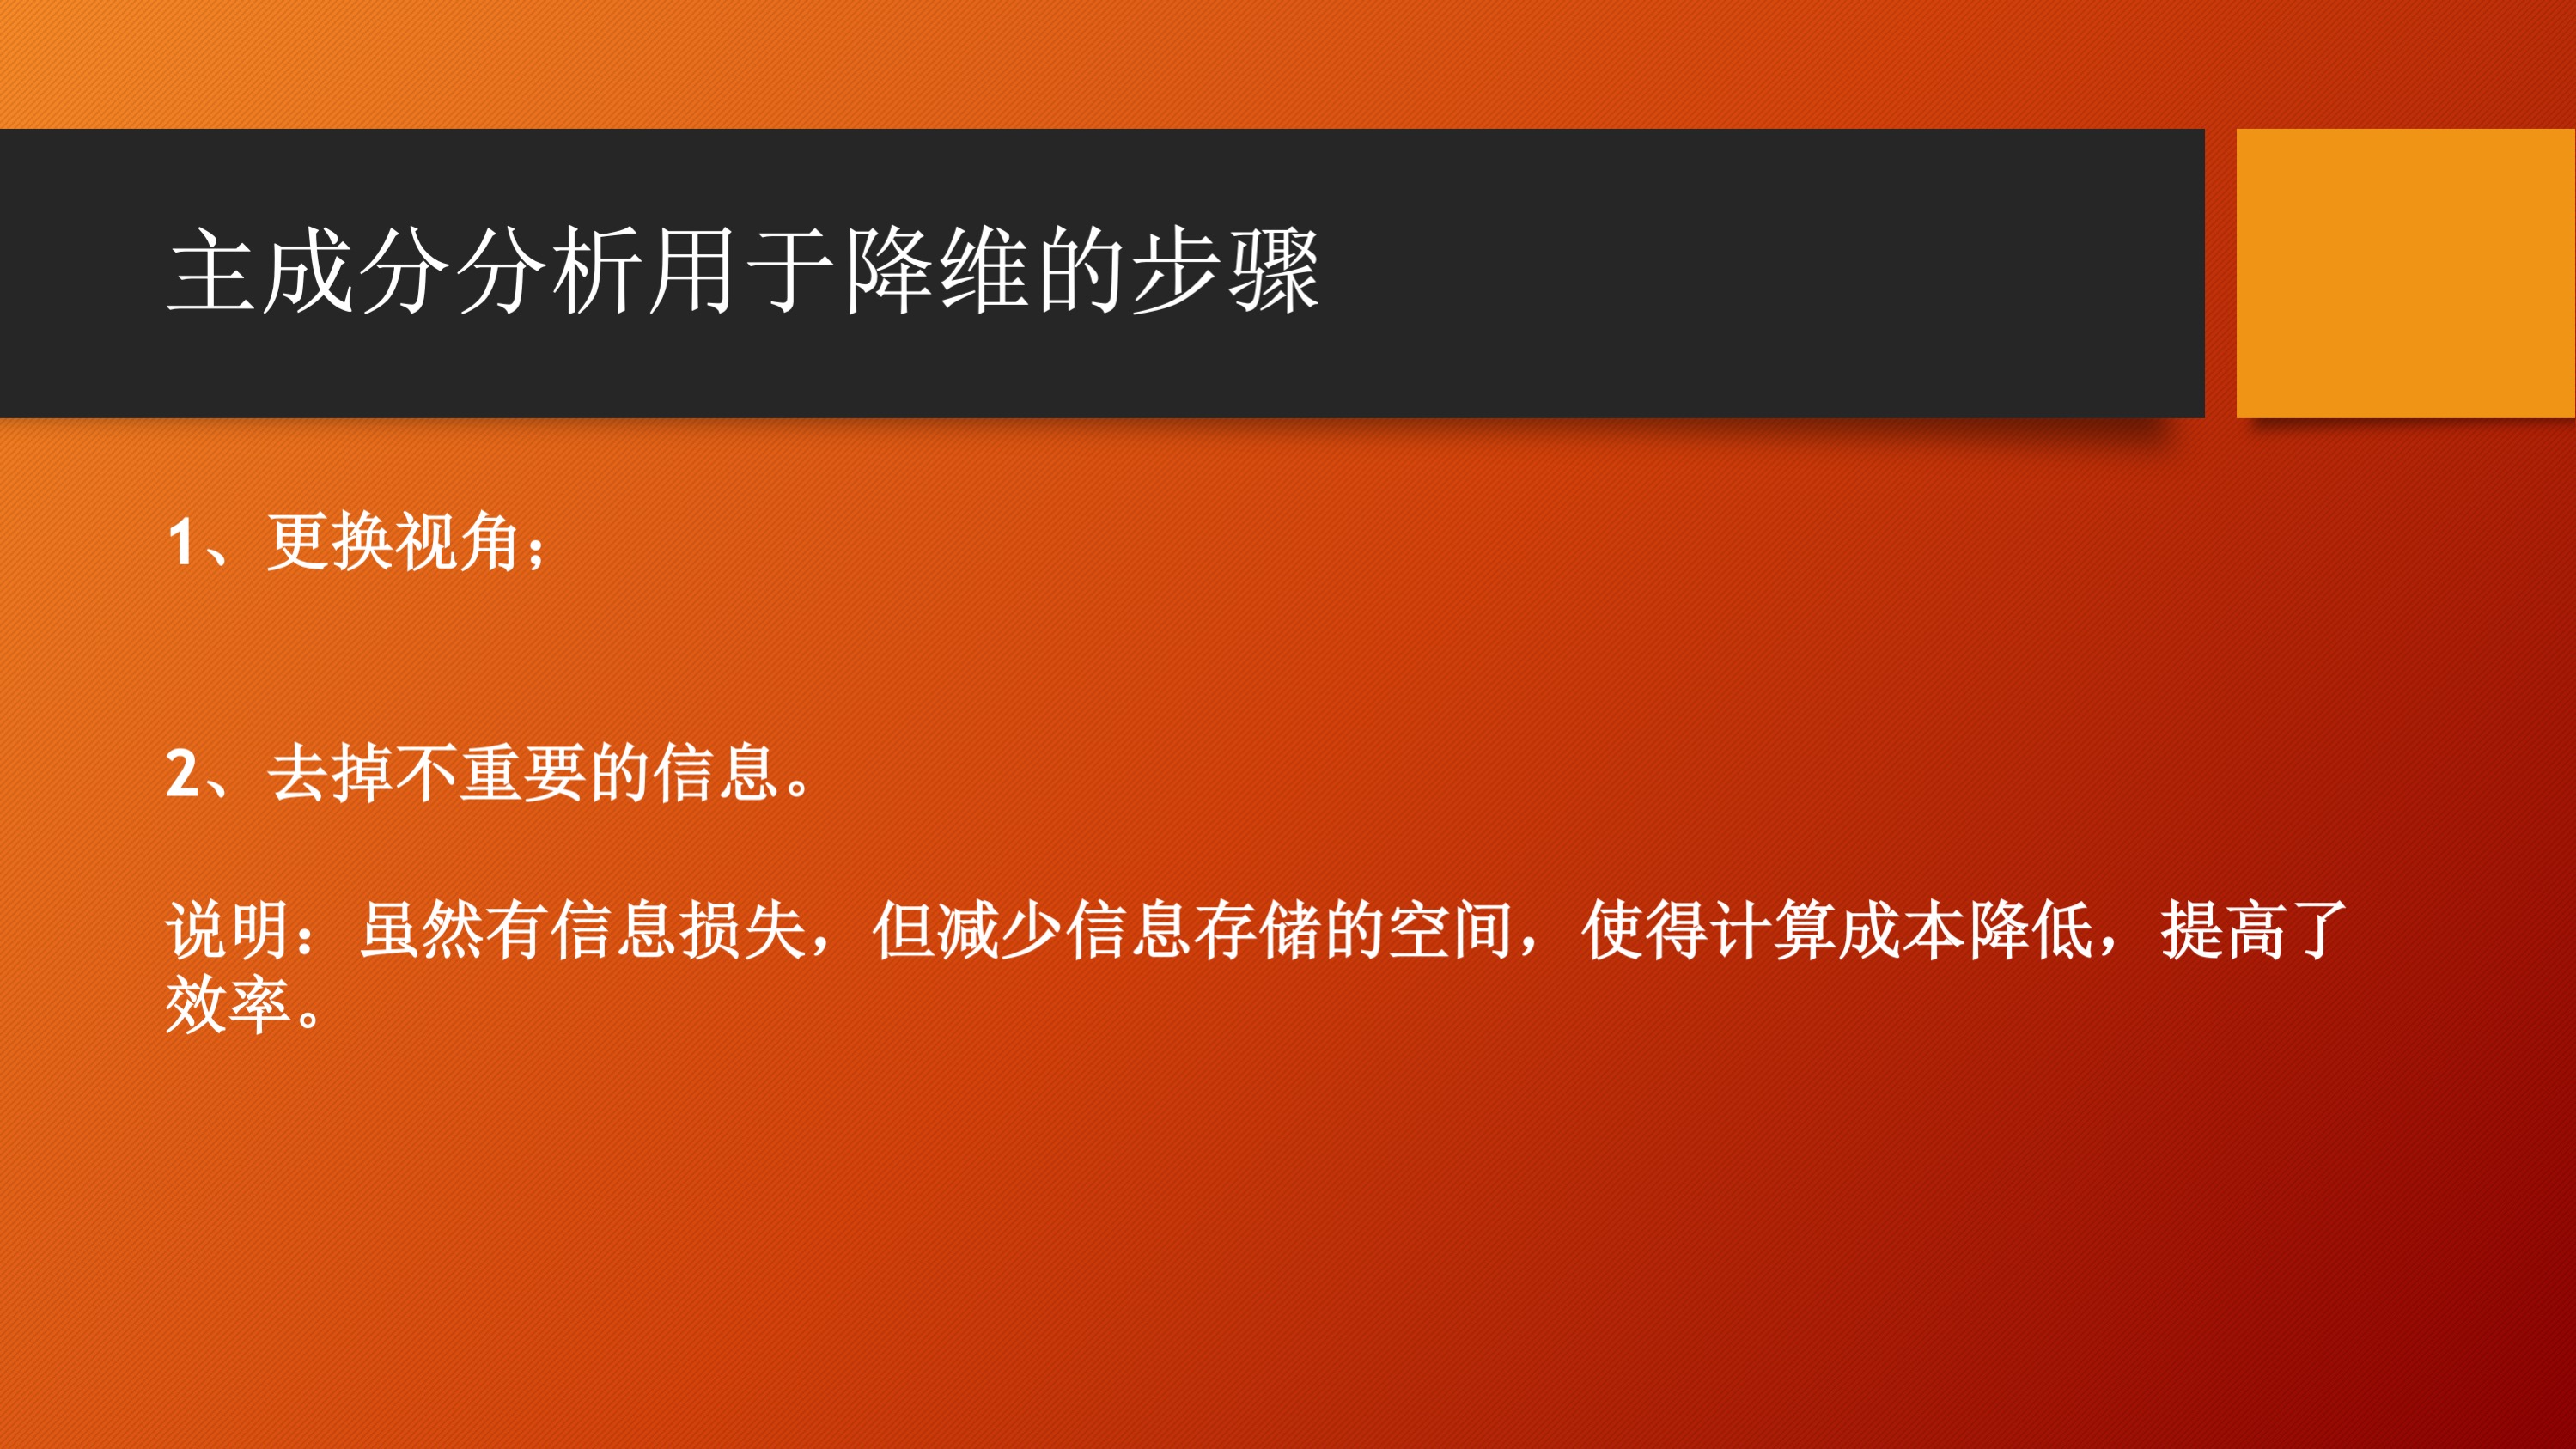 主成分分析用于降维的步骤
1、更换视角；
2、去掉不重要的信息。
说明：虽然有信息损失，但减少信息存储的空间，使得计算成本降低，提高了
效率。